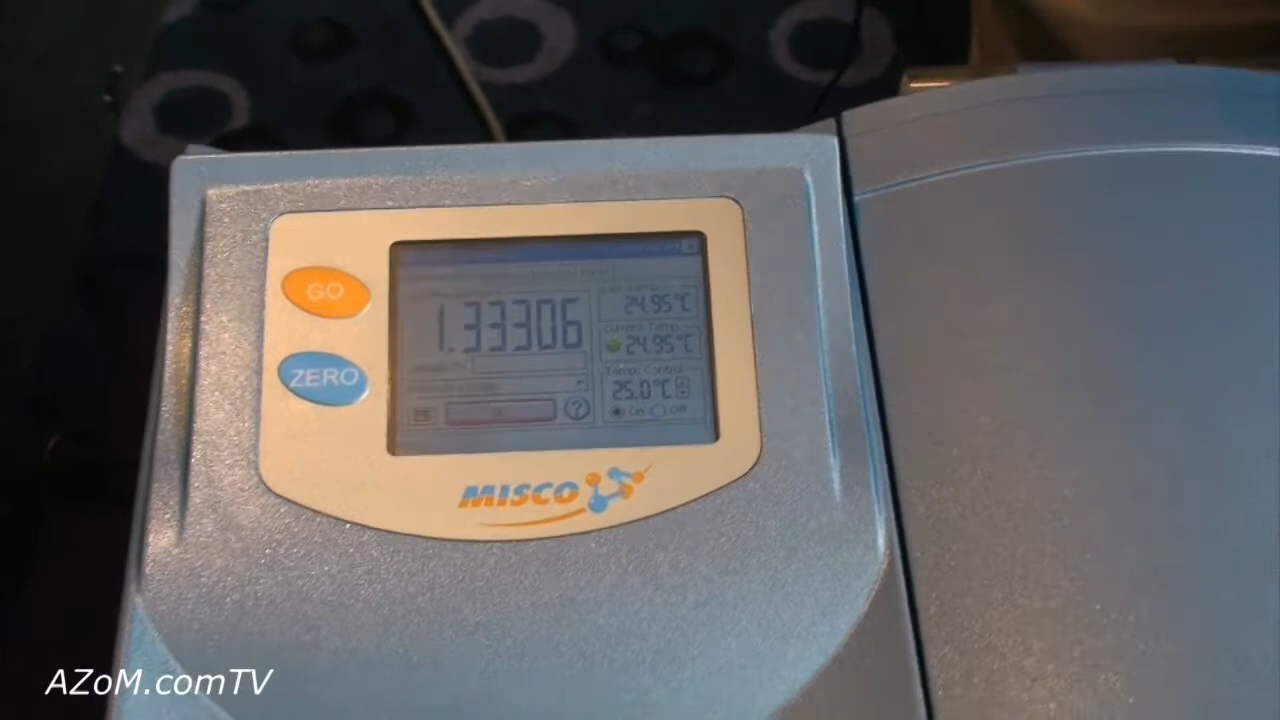 GO
ZERO
1.33306
24.95°C
Current Temp.
24.95°C
Temp. Control
25.0°C
On Off
?
MISCO
AZoM.comTV